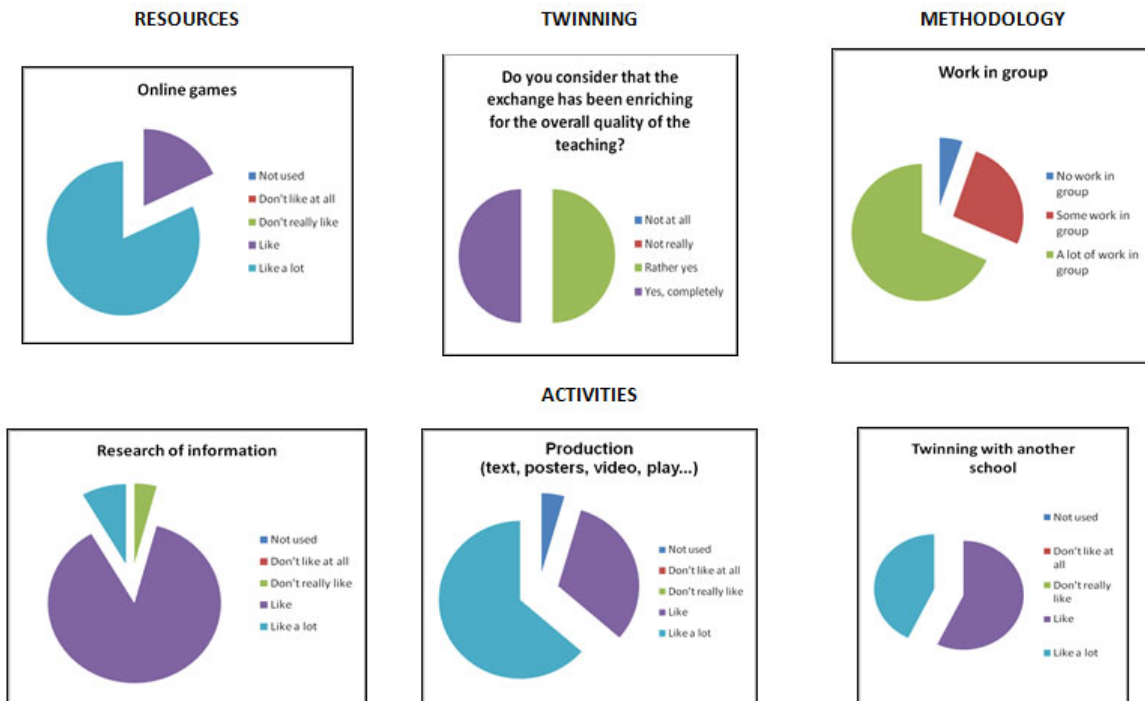 RESOURCES
TWINNING
METHODOLOGY
Online games
Not used
Don't like at all
Don't really like
Like
Like a lot
Do you consider that the
exchange has been enriching
for the overall quality of the
teaching?
Not at all
Not really
Rather yes
Yes, completely
Work in group
No work in
group
Some work in
group
A lot of work in
group
ACTIVITIES
Research of information
Not used
Don't like at all
Don't really like
Like
Like a lot
Production
(text, posters, video, play...)
Not used
Don't like at all
Don't really like
Like
Like a lot
Twinning with another
school
Not used
Don't like at
all
Don't really
like
Like
Like a lot